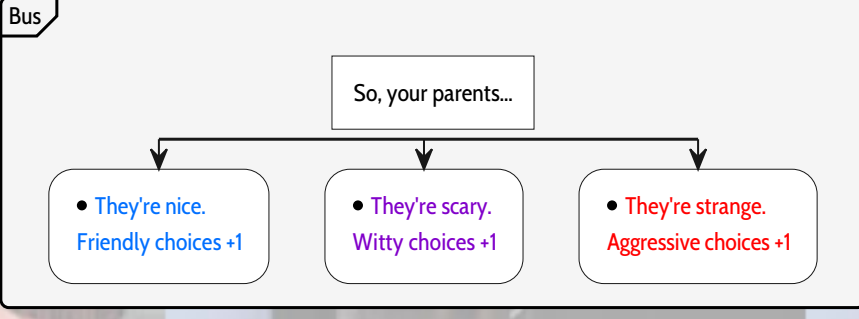 Bus
So, your parents...
• They're nice.
Friendly choices +1
• They're scary.
Witty choices +1
• They're strange.
Aggressive choices +1